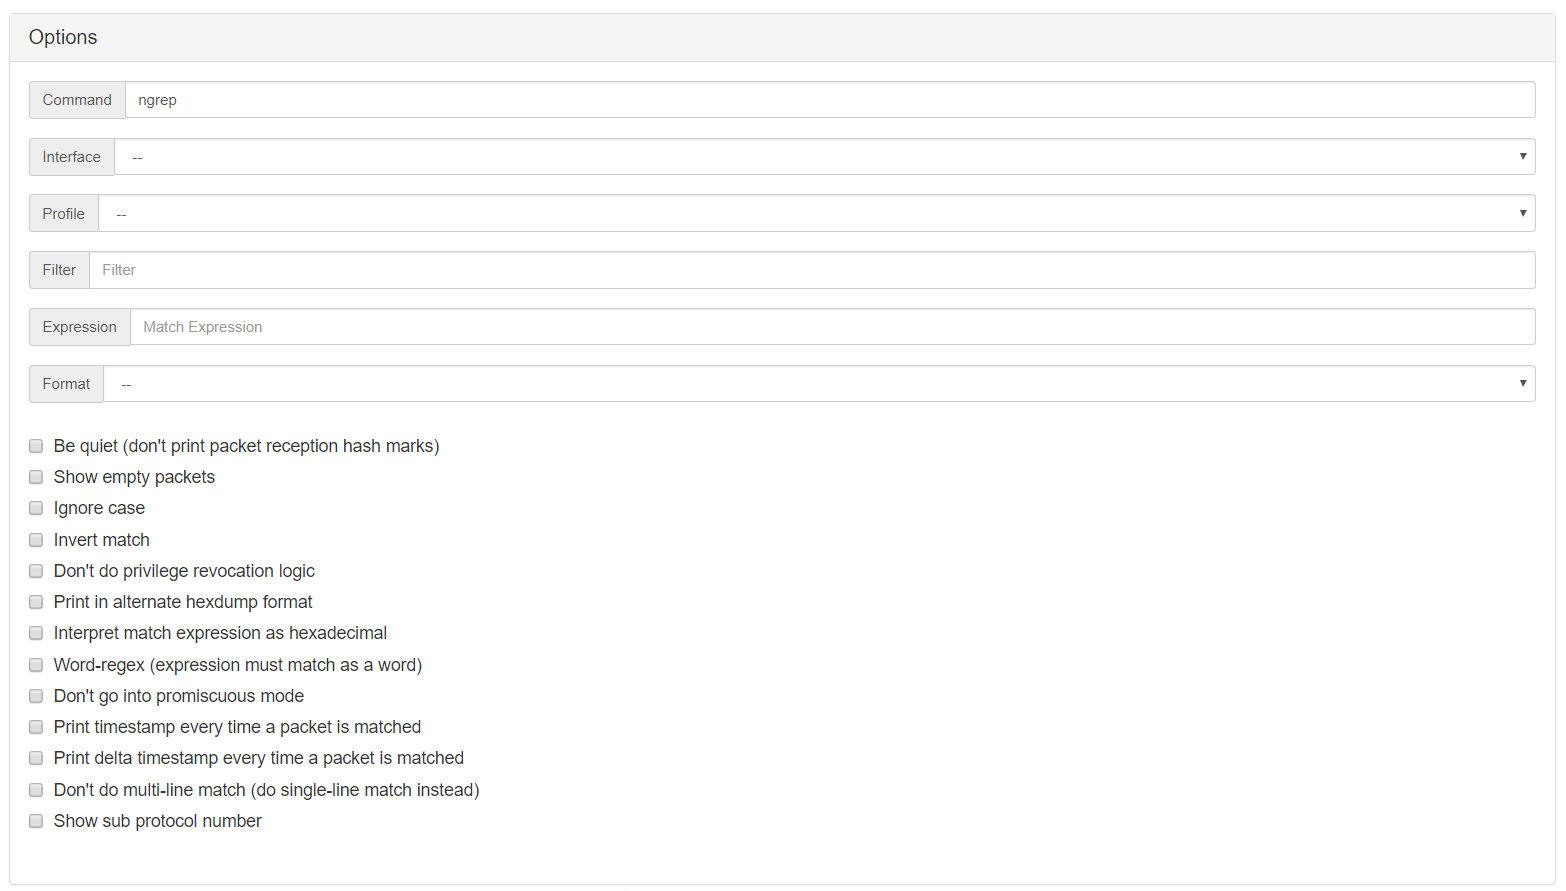 Options
Command ngrep
Interface --
Profile --
Filter Filter
Expression Match Expression
Format --
Be quiet (don't print packet reception hash marks)
Show empty packets
Ignore case
Invert match
Don't do privilege revocation logic
Print in alternate hexdump format
Interpret match expression as hexadecimal
Word-regex (expression must match as a word)
Don't go into promiscuous mode
Print timestamp every time a packet is matched
Print delta timestamp every time a packet is matched
Don't do multi-line match (do single-line match instead)
Show sub protocol number